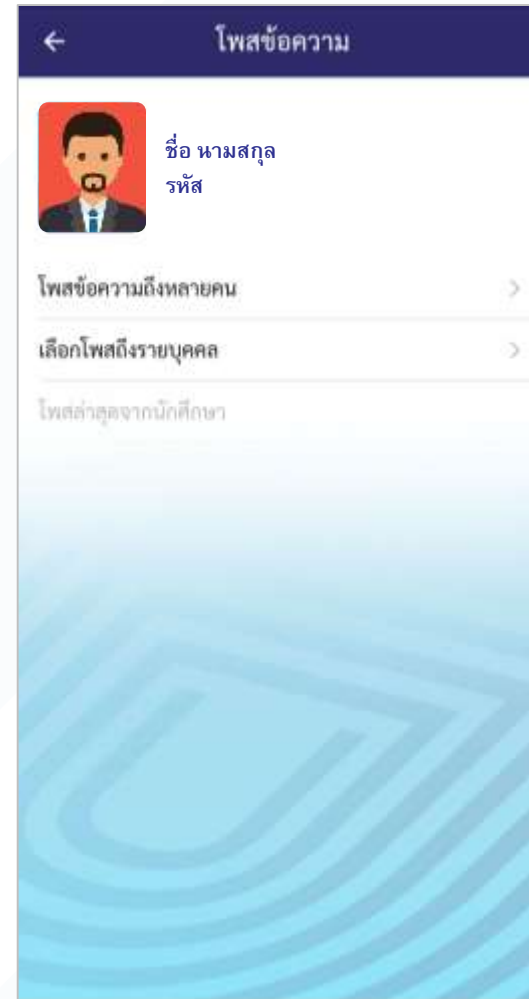 โพสข้อความ
ชื่อ นามสกุล
รหัส
โพสข้อความถึงหลายคน
เลือกโพสถึงรายบุคคล
โพสล่าสุดจากนักศึกษา